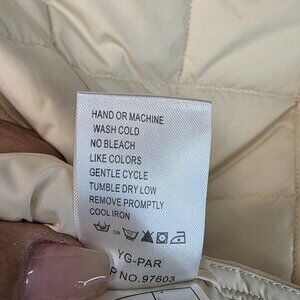 HAND OR MACHINE
WASH COLD
NO BLEACH
LIKE COLORS
GENTLE CYCLE
TUMBLE DRY LOW
REMOVE PROMPTLY
COOL IRON
OR
YG-PAR
P NO. 97603